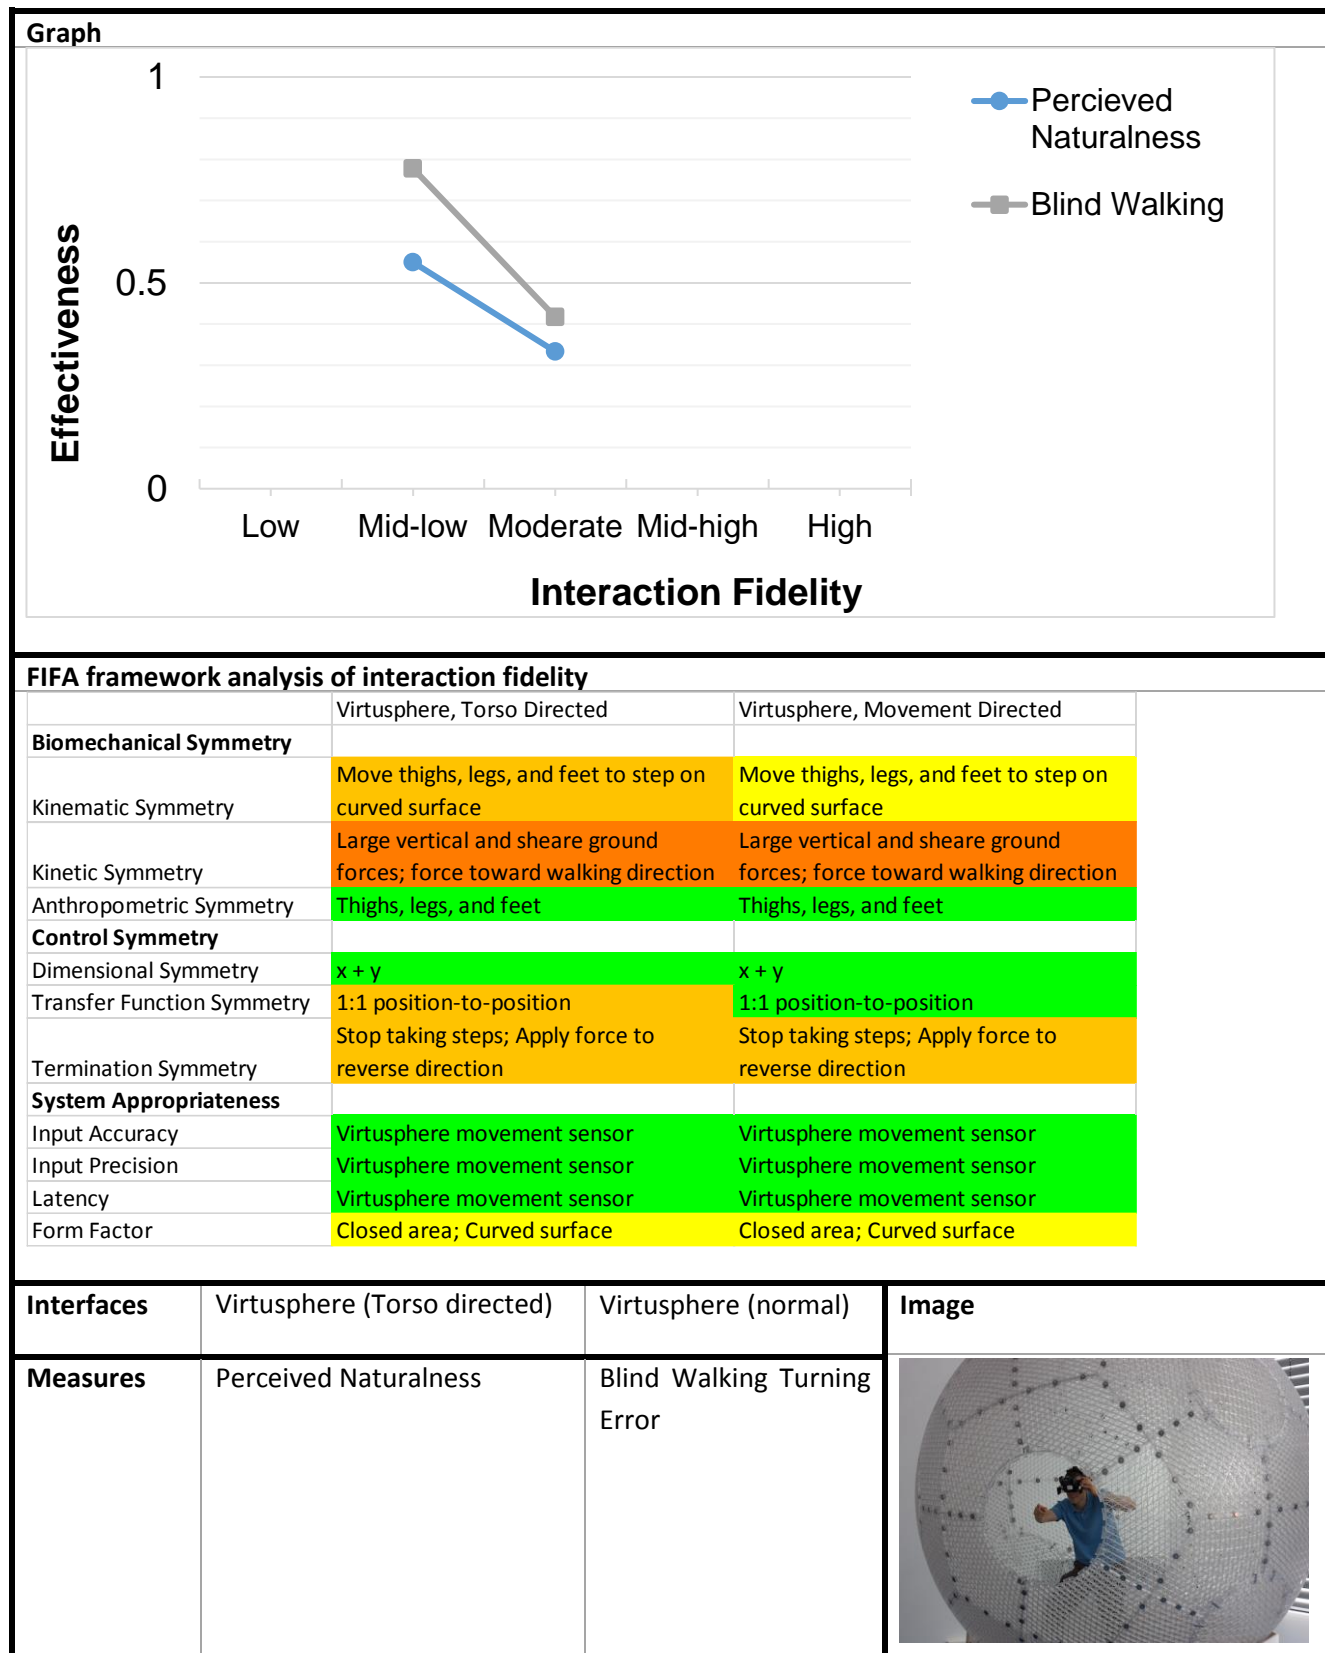 Graph
1
0.5
0
Effectiveness
Low Mid-low Moderate Mid-high High
Interaction Fidelity
Percieved
Naturalness
Blind Walking
FIFA framework analysis of interaction fidelity
Virtusphere, Torso Directed Virtusphere, Movement Directed
Biomechanical Symmetry
Kinematic Symmetry
Move thighs, legs, and feet to step on
curved surface
Move thighs, legs, and feet to step on
curved surface
Kinetic Symmetry
Large vertical and sheare ground
forces; force toward walking direction
Large vertical and sheare ground
forces; force toward walking direction
Anthropometric Symmetry Thighs, legs, and feet Thighs, legs, and feet
Control Symmetry
Dimensional Symmetry x + y x + y
Transfer Function Symmetry 1:1 position-to-position 1:1 position-to-position
Termination Symmetry
Stop taking steps; Apply force to
reverse direction
Stop taking steps; Apply force to
reverse direction
System Appropriateness
Input Accuracy Virtusphere movement sensor Virtusphere movement sensor
Input Precision Virtusphere movement sensor Virtusphere movement sensor
Latency Virtusphere movement sensor Virtusphere movement sensor
Form Factor Closed area; Curved surface Closed area; Curved surface
Interfaces Virtusphere (Torso directed) Virtusphere (normal) Image
Measures Perceived Naturalness Blind Walking Turning
Error